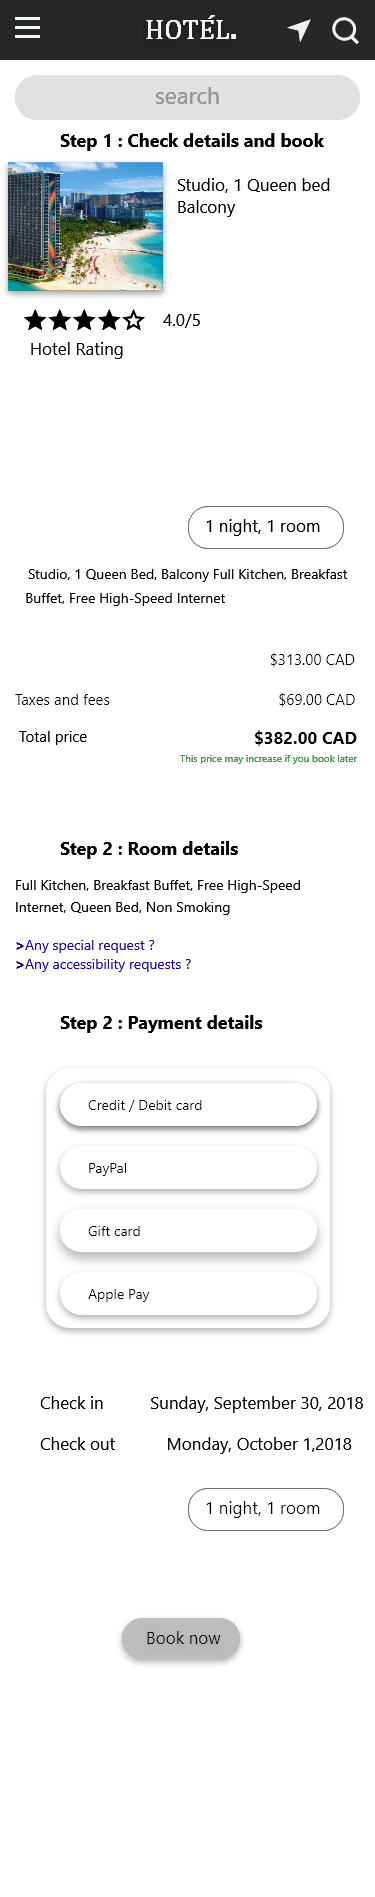 HOTÉL.
search
Step 1 : Check details and book
Studio, 1 Queen bed
Balcony
4.0/5
Hotel Rating
1 night, 1 room
Studio, 1 Queen Bed, Balcony Full Kitchen, Breakfast
Buffet, Free High-Speed Internet
$313.00 CAD
Taxes and fees $69.00 CAD
Total price $382.00 CAD
This price may increase if you book later
Step 2 : Room details
Full Kitchen, Breakfast Buffet, Free High-Speed
Internet, Queen Bed, Non Smoking
>Any special request ?
>Any accessibility requests ?
Step 2 : Payment details
Credit / Debit card
PayPal
Gift card
Apple Pay
Check in Sunday, September 30, 2018
Check out Monday, October 1,2018
1 night, 1 room
Book now